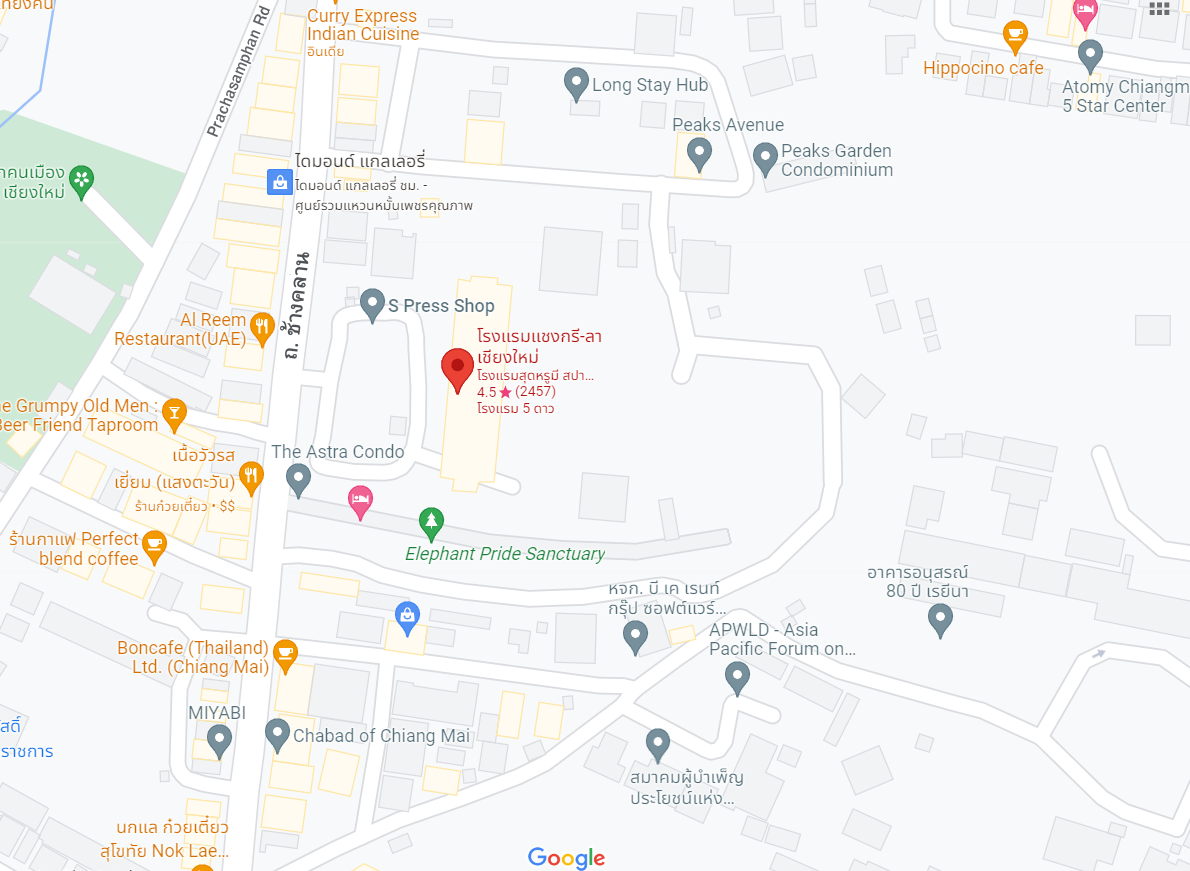 Prachasamphan Rd
Curry Express
Indian Cuisine
อินเดีย
Long Stay Hub
Hippocino cafe
Atomy Chiangm
5 Star Center
Peaks Avenue
Peaks Garden
Condominium
ไดมอนด์ แกลเลอรี่
ไดมอนด์ แกลเลอรี่ ชม. -
ศูนย์รวมแหวนหมั้นเพชรคุณภาพ
กคนเมือง
เชียงใหม่
ถ. ช้างคลาน
S Press Shop
Al Reem
Restaurant(UAE)
โรงแรมแชงกรี-ลา
เชียงใหม่
โรงแรมสุดหรูมี สปา...
4.5★(2457)
โรงแรม 5 ดาว
e Grumpy Old Men :
Beer Friend Taproom
เนื้อวัวรส
เยี่ยม (แสงตะวัน)
ร้านก๋วยเตี๋ยว • $$
The Astra Condo
Elephant Pride Sanctuary
ร้านกาแฟ Perfect
blend coffee
หจก. บี เค เรนท์
กรุ๊ป ซอฟต์แวร์...
อาคารอนุสรณ์
80 ปี เรยีนา
APWLD - Asia
Pacific Forum on...
Boncafe (Thailand)
Ltd. (Chiang Mai)
MIYABI
Chabad of Chiang Mai
สดิ์
ราชการ
สมาคมผู้บำเพ็ญ
ประโยชน์แห่ง...
นกแล ก๋วยเตี๋ยว
สุโขทัย Nok Lae...
Google